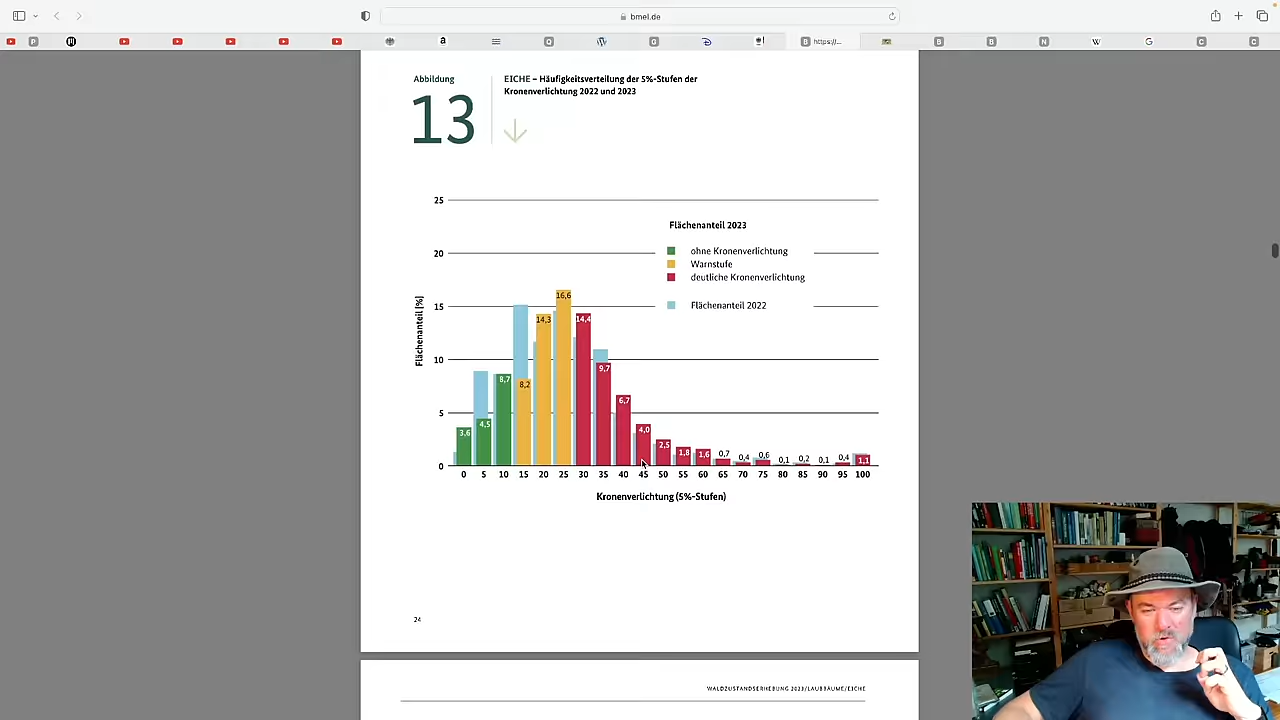 bmel.de
https://...
Abbildung
13
EICHE – Häufigkeitsverteilung der 5%-Stufen der
Kronenverlichtung 2022 und 2023
Flächenanteil [%]
25
20
15
10
5
0
Flächenanteil 2023
ohne Kronenverlichtung
Warnstufe
deutliche Kronenverlichtung
Flächenanteil 2022
3,6 4,5 8,7 8,2 14,3 16,6 14,4 9,7 6,7 4,0 2,5 1,8 1,6 0,7 0,4 0,6 0,1 0,2 0,1 0,4 1,1
0 5 10 15 20 25 30 35 40 45 50 55 60 65 70 75 80 85 90 95 100
Kronenverlichtung (5%-Stufen)
24
WALDZUSTANDSERHEBUNG 2023/LAUBBÄUME/EICHE